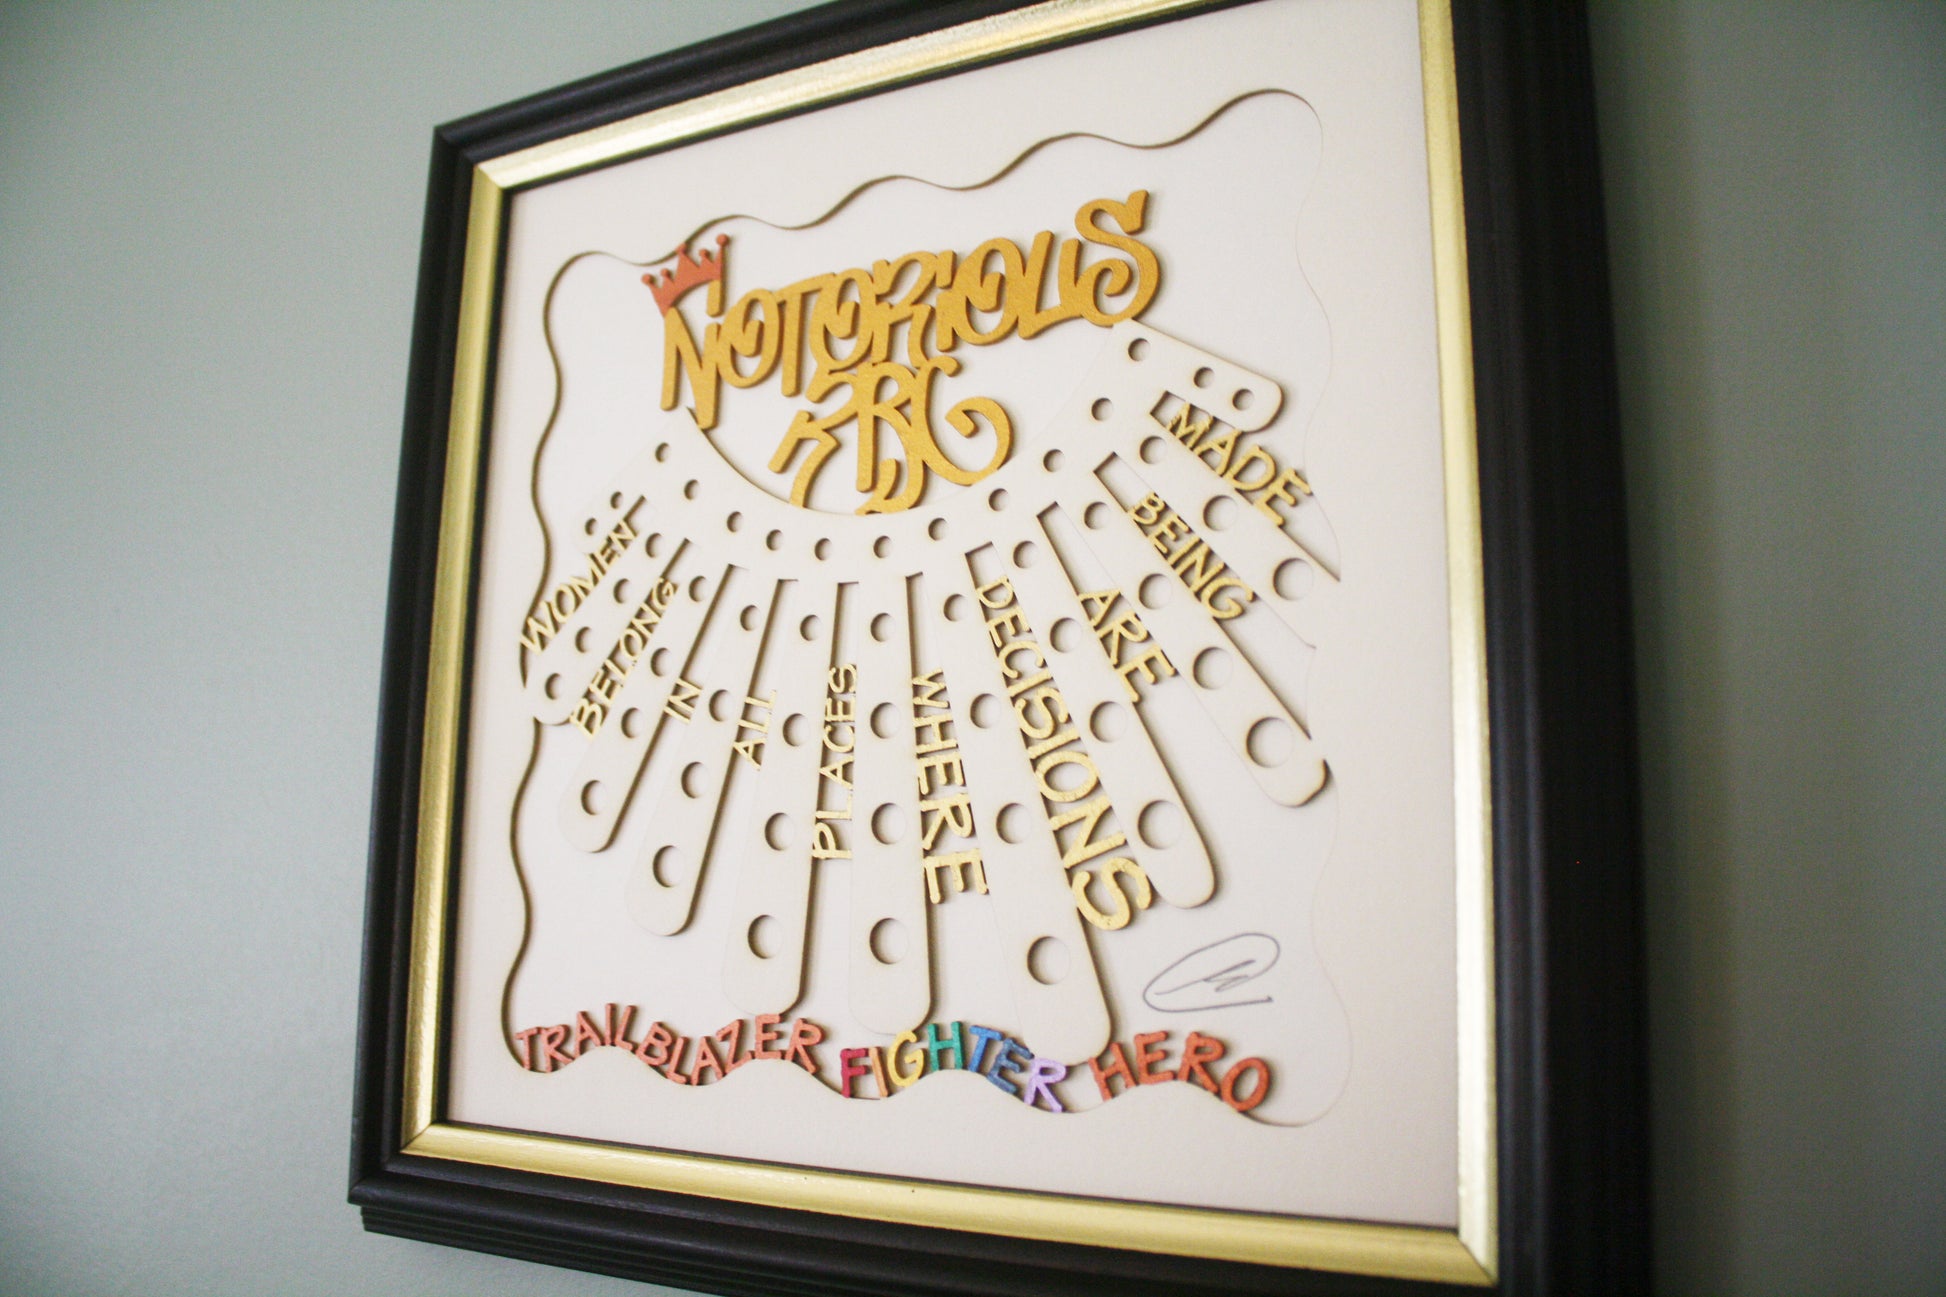 NOTORIOUS
RBG
WOMEN
BELONG
IN
ALL
PLACES
WHERE
DECISIONS
ARE
BEING
MADE
TRAILBLAZER FIGHTER HERO